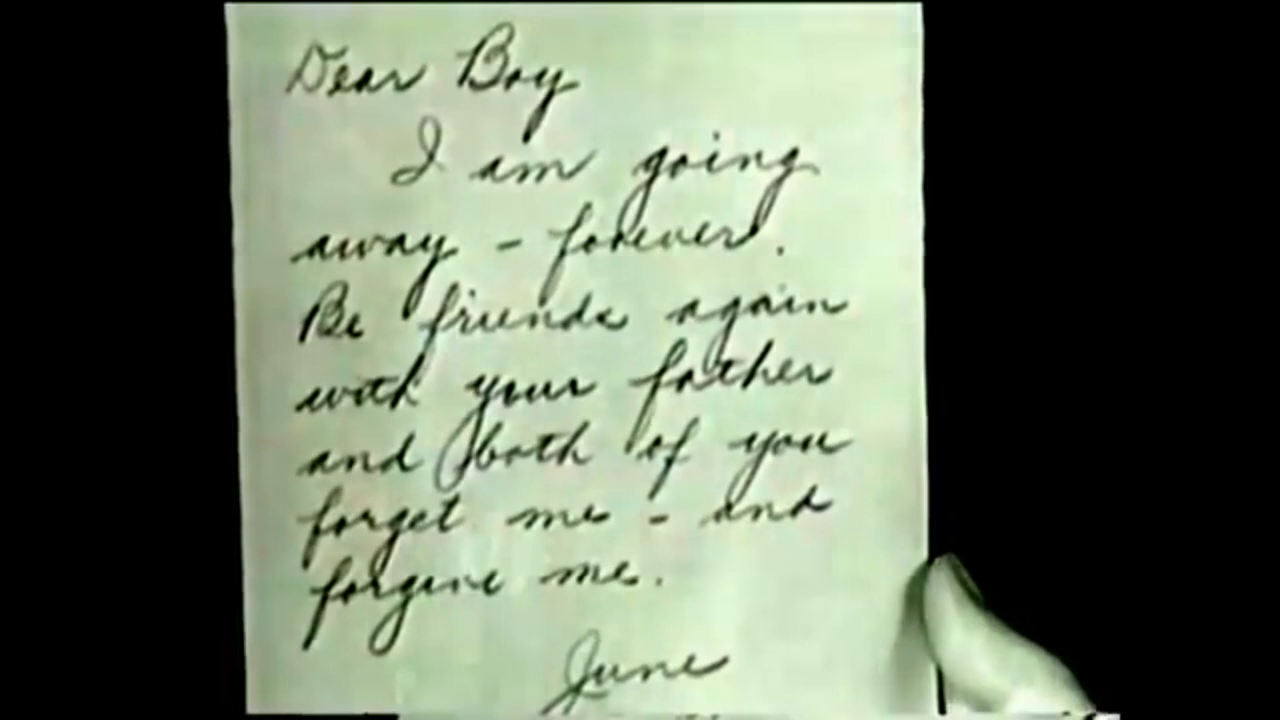 Dear Boy
I am going
away - forever.
Be friends again
with your father
and both of you
forget me - and
forgive me.
June